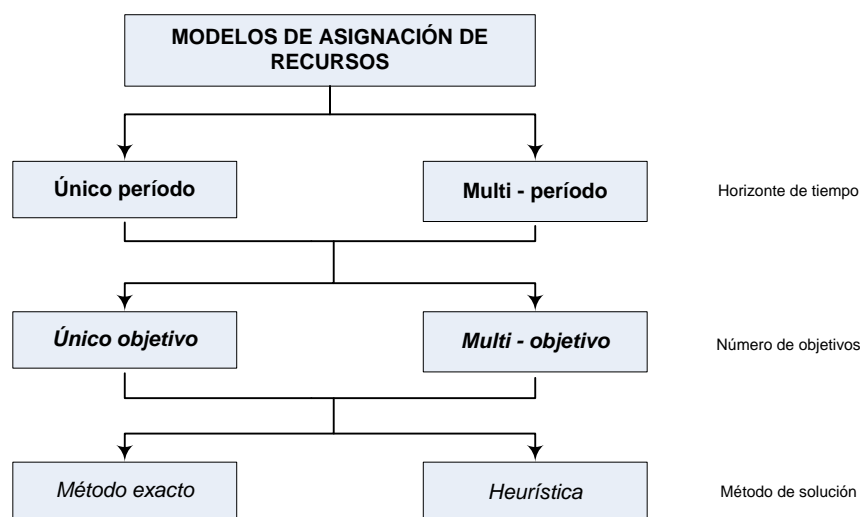 MODELOS DE ASIGNACIÓN DE
RECURSOS
Único período
Multi - período
Horizonte de tiempo
Único objetivo
Multi - objetivo
Número de objetivos
Método exacto
Heurística
Método de solución